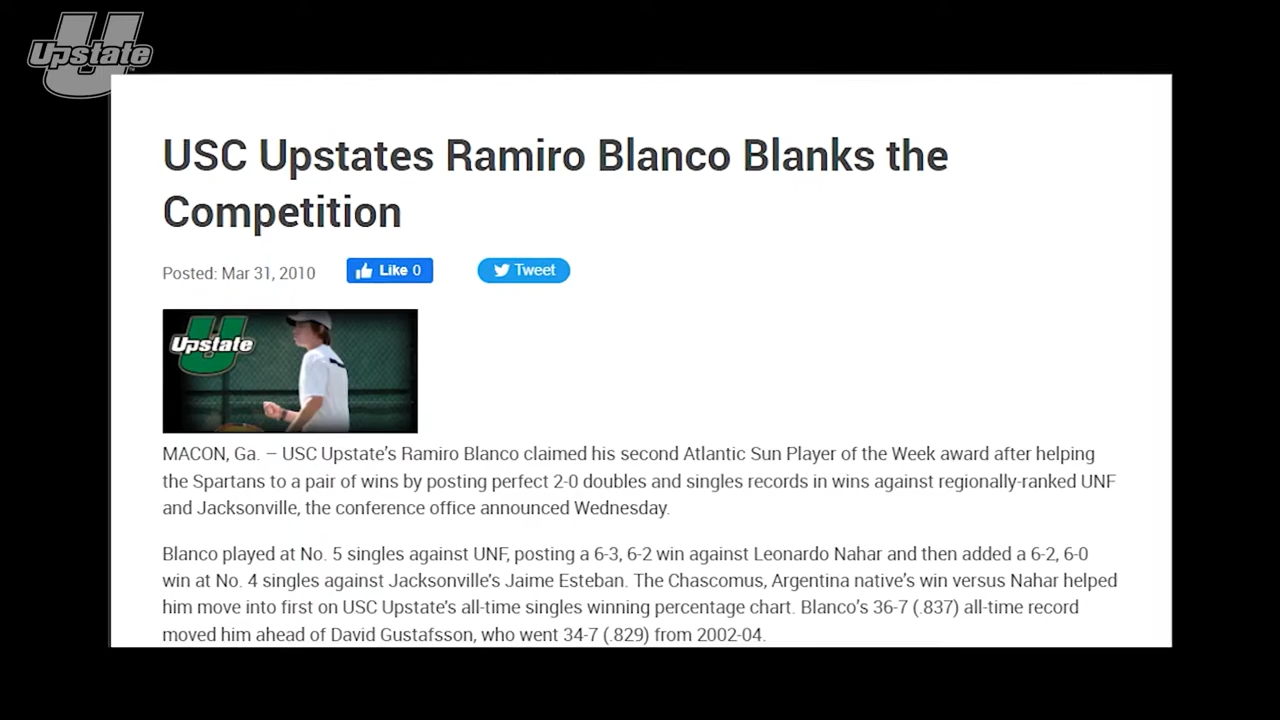 Upstate
USC Upstates Ramiro Blanco Blanks the
Competition
Posted: Mar 31, 2010
Like 0
Tweet
Upstate
MACON, Ga. – USC Upstate's Ramiro Blanco claimed his second Atlantic Sun Player of the Week award after helping
the Spartans to a pair of wins by posting perfect 2-0 doubles and singles records in wins against regionally-ranked UNF
and Jacksonville, the conference office announced Wednesday.
Blanco played at No. 5 singles against UNF, posting a 6-3, 6-2 win against Leonardo Nahar and then added a 6-2, 6-0
win at No. 4 singles against Jacksonville's Jaime Esteban. The Chascomus, Argentina native's win versus Nahar helped
him move into first on USC Upstate's all-time singles winning percentage chart. Blanco's 36-7 (.837) all-time record
moved him ahead of David Gustafsson, who went 34-7 (.829) from 2002-04.